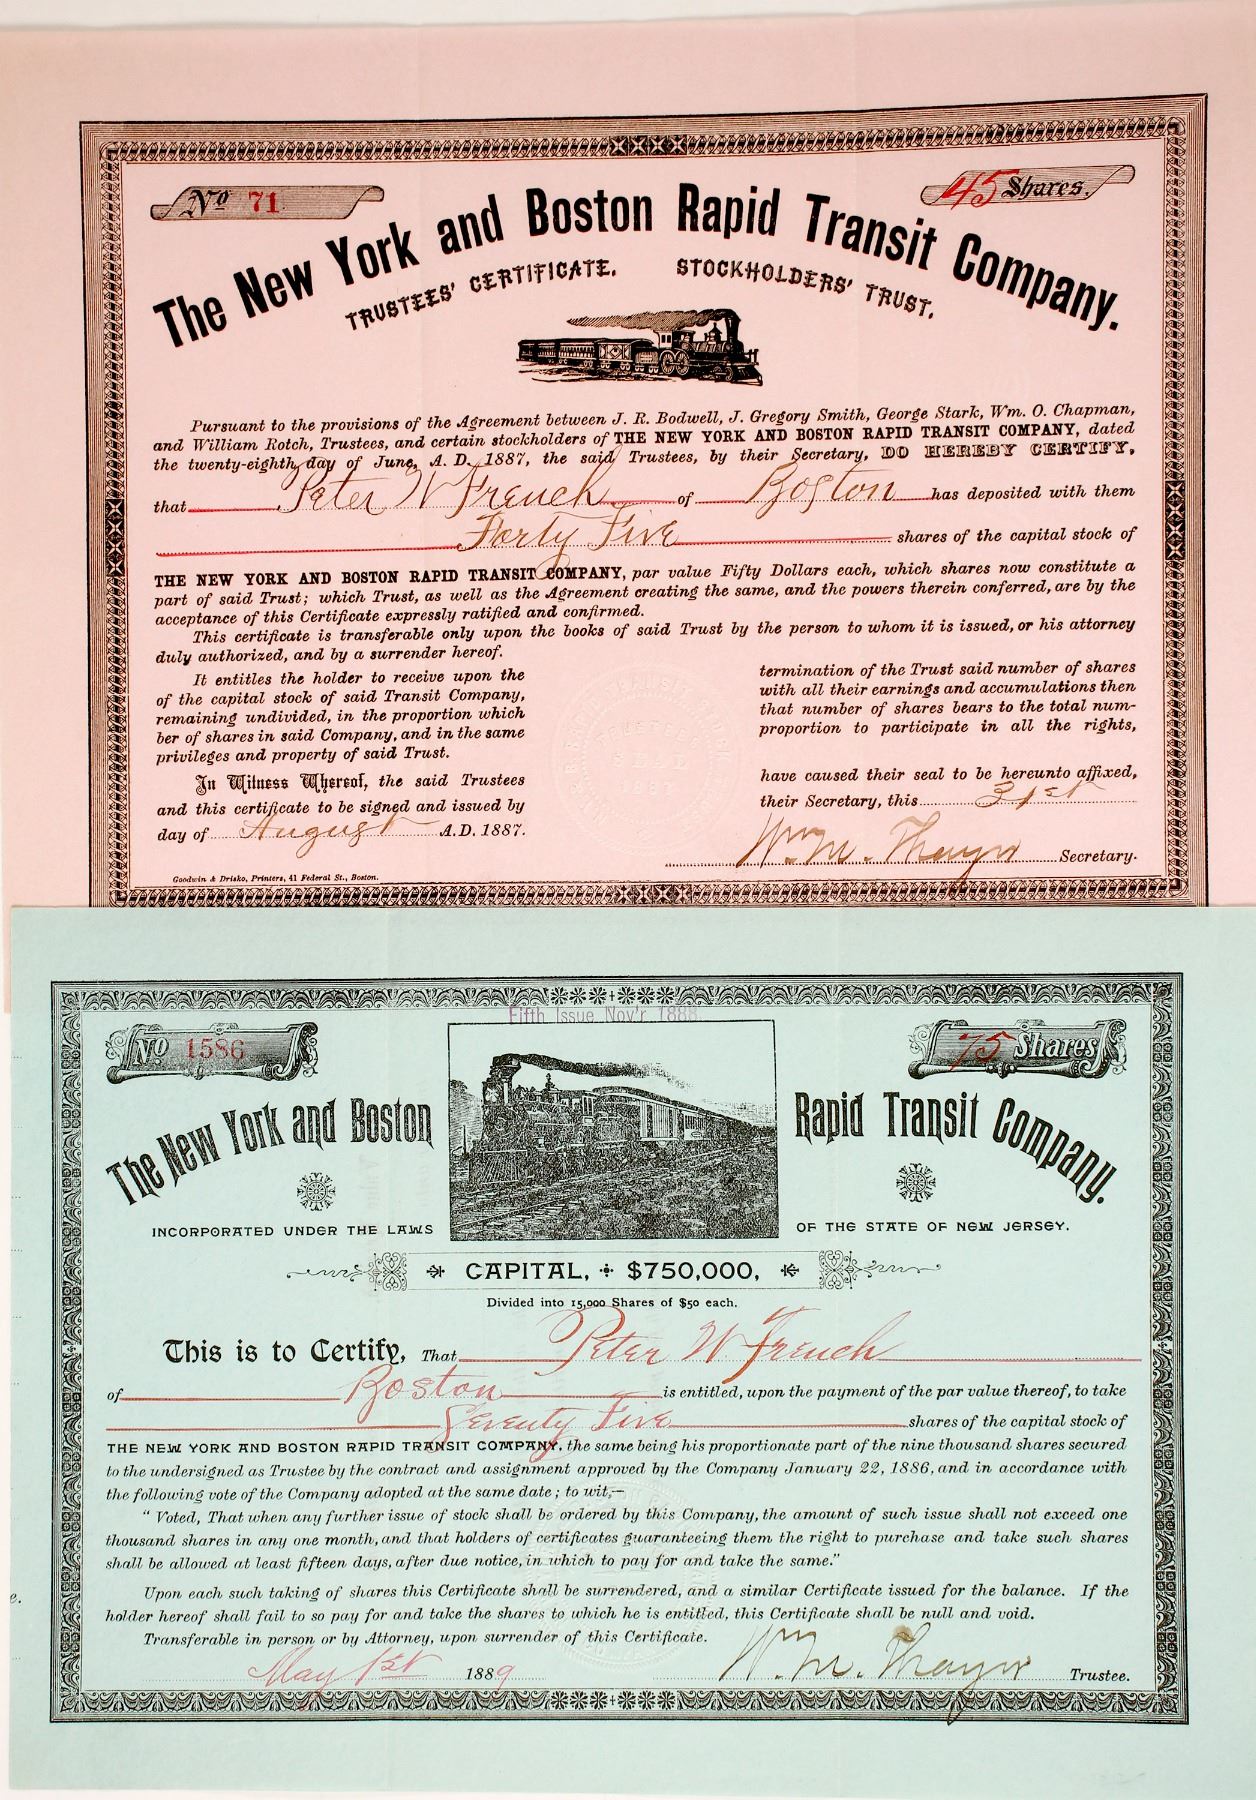 No 71
45 Shares.
The New York and Boston Rapid Transit Company.
TRUSTEES' CERTIFICATE. STOCKHOLDERS' TRUST.
Pursuant to the provisions of the Agreement between J. R. Bodwell, J. Gregory Smith, George Stark, Wm. O. Chapman,
and William Rotch, Trustees, and certain stockholders of THE NEW YORK AND BOSTON RAPID TRANSIT COMPANY, dated
the twenty-eighth day of June, A. D. 1887, the said Trustees, by their Secretary, DO HEREBY CERTIFY,
that Peter W French of Boston has deposited with them
Forty Five shares of the capital stock of
THE NEW YORK AND BOSTON RAPID TRANSIT COMPANY, par value Fifty Dollars each, which shares now constitute a
part of said Trust; which Trust, as well as the Agreement creating the same, and the powers therein conferred, are by the
acceptance of this Certificate expressly ratified and confirmed.
This certificate is transferable only upon the books of said Trust by the person to whom it is issued, or his attorney
duly authorized, and by a surrender hereof.
It entitles the holder to receive upon the termination of the Trust said number of shares
of the capital stock of said Transit Company, with all their earnings and accumulations then
remaining undivided, in the proportion which that number of shares bears to the total num-
ber of shares in said Company, and in the same proportion to participate in all the rights,
privileges and property of said Trust.
In Witness Whereof, the said Trustees have caused their seal to be hereunto affixed,
and this certificate to be signed and issued by their Secretary, this 31st
day of August A.D. 1887.
Wm. M. Thayer Secretary.
Goodwin & Drisko, Printers, 41 Federal St., Boston.
Fifth Issue, Nov'r, 1888.
No 1586
75 Shares
The New York and Boston Rapid Transit Company.
INCORPORATED UNDER THE LAWS OF THE STATE OF NEW JERSEY.
CAPITAL, $750,000,
Divided into 15,000 Shares of $50 each.
This is to Certify, That Peter W French
of Boston is entitled, upon the payment of the par value thereof, to take
Seventy Five shares of the capital stock of
THE NEW YORK AND BOSTON RAPID TRANSIT COMPANY, the same being his proportionate part of the nine thousand shares secured
to the undersigned as Trustee by the contract and assignment approved by the Company January 22, 1886, and in accordance with
the following vote of the Company adopted at the same date; to wit,—
"Voted, That when any further issue of stock shall be ordered by this Company, the amount of such issue shall not exceed one
thousand shares in any one month, and that holders of certificates guaranteeing them the right to purchase and take such shares
shall be allowed at least fifteen days, after due notice, in which to pay for and take the same."
Upon each such taking of shares this Certificate shall be surrendered, and a similar Certificate issued for the balance. If the
holder hereof shall fail to so pay for and take the shares to which he is entitled, this Certificate shall be null and void.
Transferable in person or by Attorney, upon surrender of this Certificate.
May 1st 1889 Wm. M. Thayer Trustee.